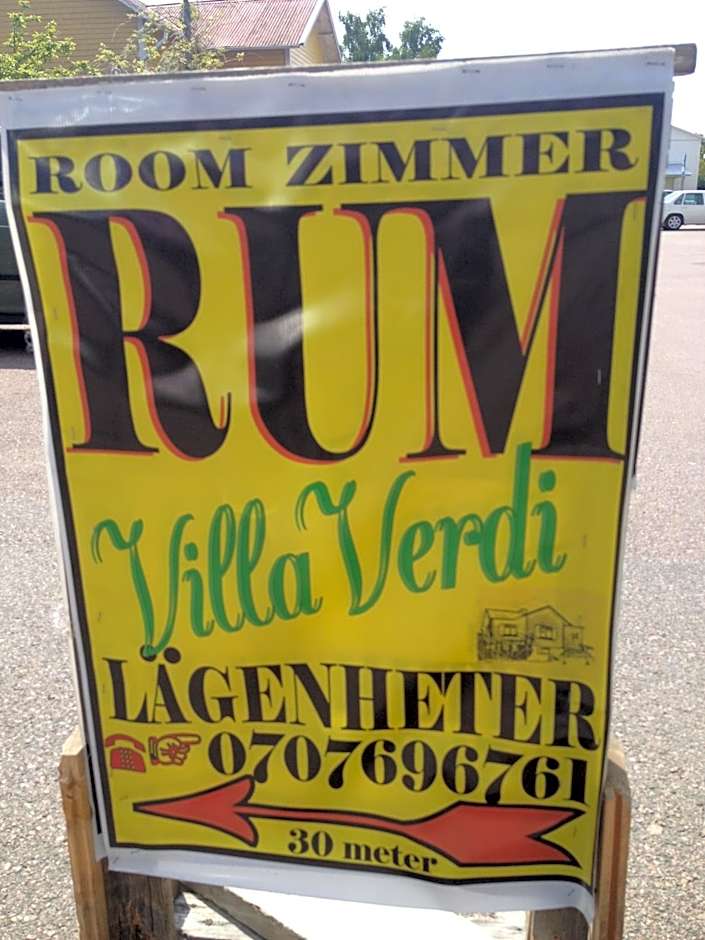 ROOM ZIMMER
RUM
Villa Verdi
LÄGENHETER
0707696761
30 meter